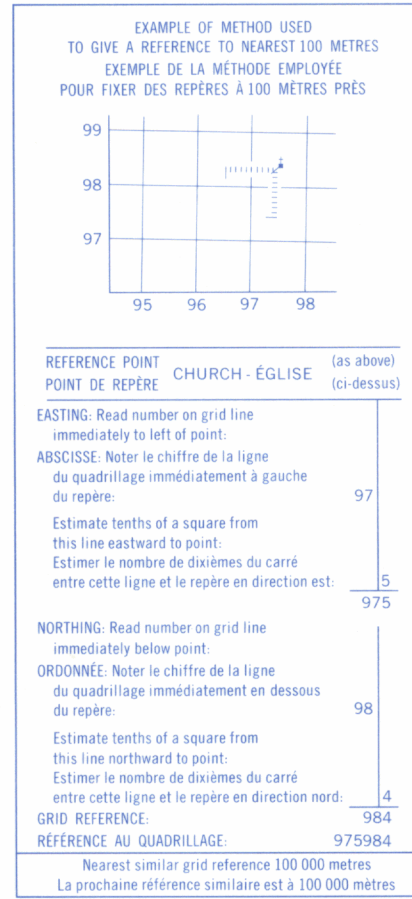 EXAMPLE OF METHOD USED
TO GIVE A REFERENCE TO NEAREST 100 METRES
EXEMPLE DE LA MÉTHODE EMPLOYÉE
POUR FIXER DES REPÈRES À 100 MÈTRES PRÈS
99
98
97
95 96 97 98
REFERENCE POINT
POINT DE REPÈRE
CHURCH - ÉGLISE
(as above)
(ci-dessus)
EASTING: Read number on grid line
immediately to left of point:
ABSCISSE: Noter le chiffre de la ligne
du quadrillage immédiatement à gauche
du repère: 97
Estimate tenths of a square from
this line eastward to point:
Estimer le nombre de dixièmes du carré
entre cette ligne et le repère en direction est: 5
975
NORTHING: Read number on grid line
immediately below point:
ORDONNÉE: Noter le chiffre de la ligne
du quadrillage immédiatement en dessous
du repère: 98
Estimate tenths of a square from
this line northward to point:
Estimer le nombre de dixièmes du carré
entre cette ligne et le repère en direction nord: 4
GRID REFERENCE: 984
RÉFÉRENCE AU QUADRILLAGE: 975984
Nearest similar grid reference 100 000 metres
La prochaine référence similaire est à 100 000 mètres